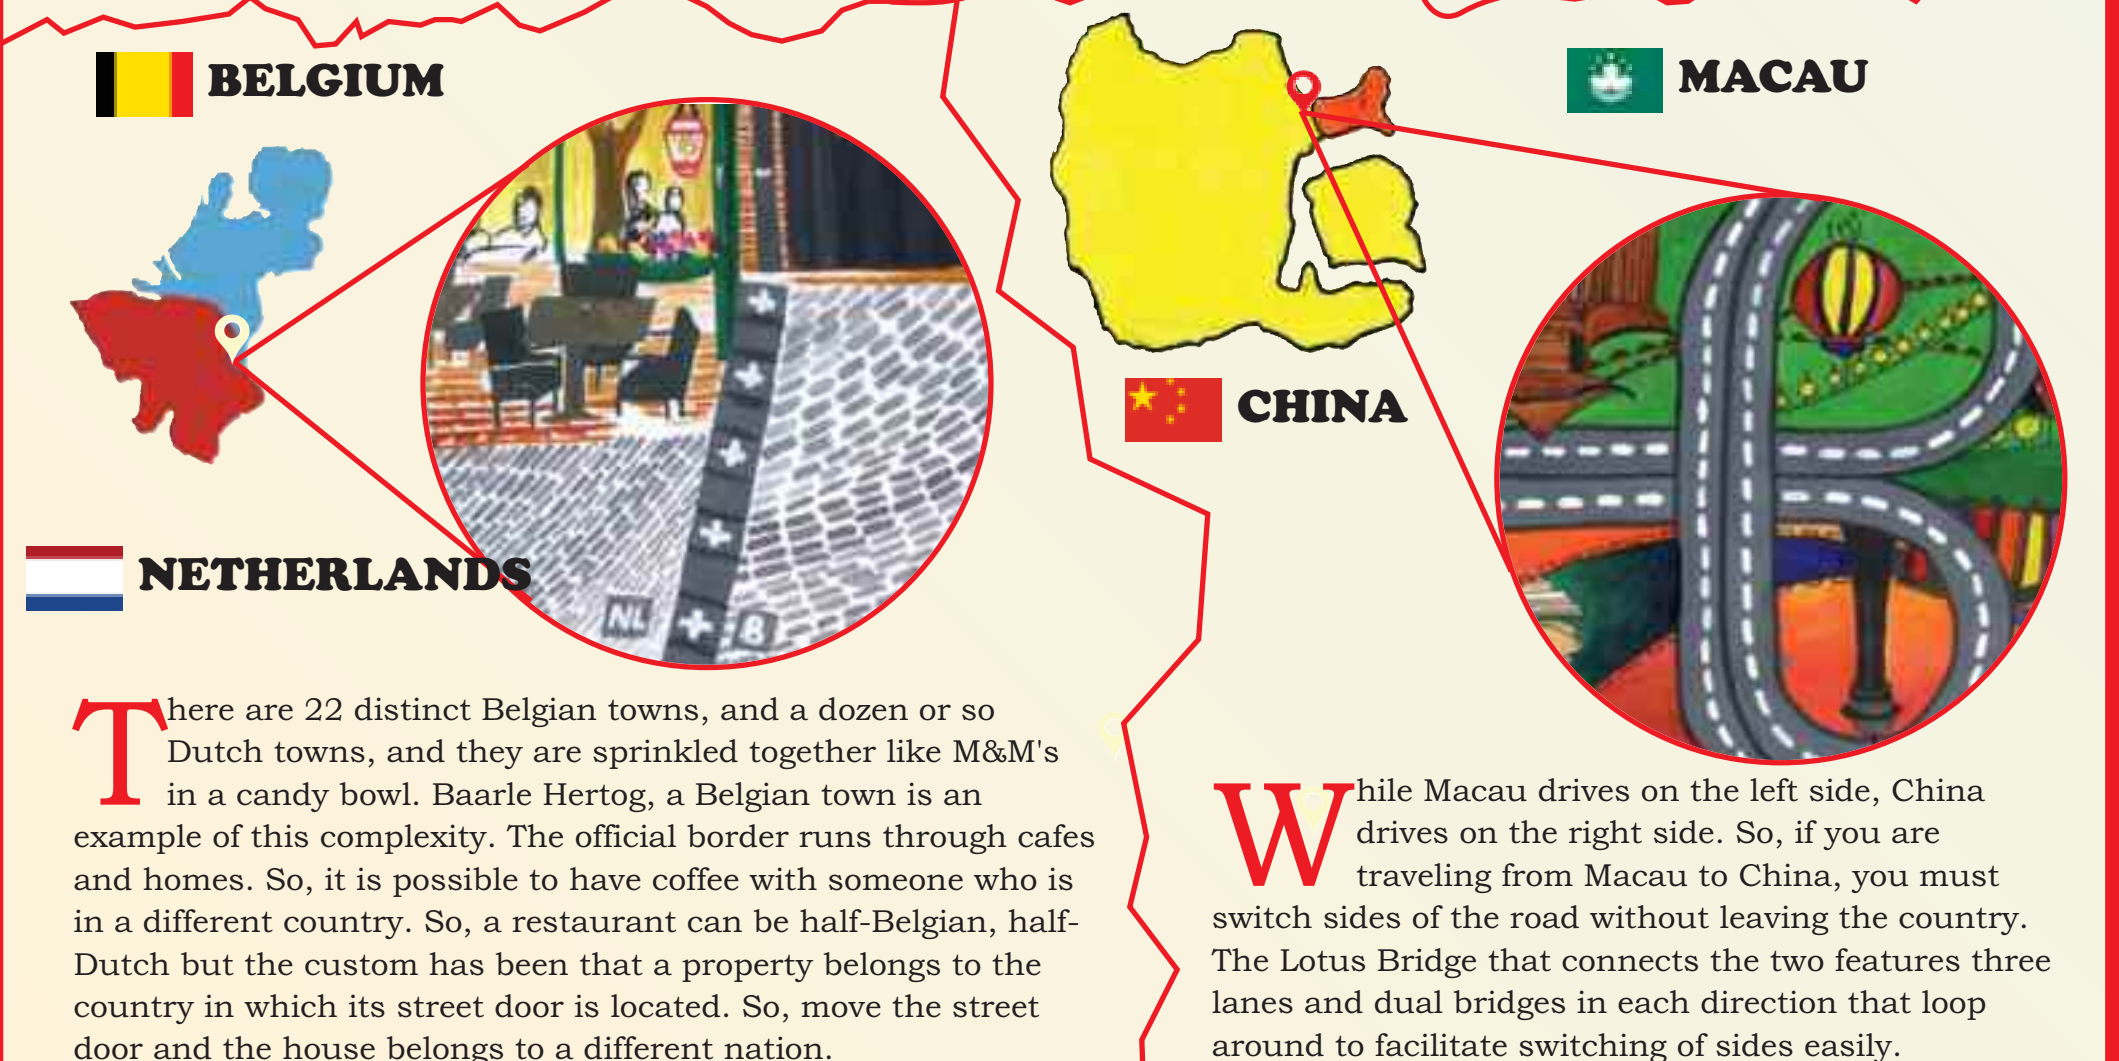 BELGIUM
NETHERLANDS
NL
B
There are 22 distinct Belgian towns, and a dozen or so
Dutch towns, and they are sprinkled together like M&M's
in a candy bowl. Baarle Hertog, a Belgian town is an
example of this complexity. The official border runs through cafes
and homes. So, it is possible to have coffee with someone who is
in a different country. So, a restaurant can be half-Belgian, half-
Dutch but the custom has been that a property belongs to the
country in which its street door is located. So, move the street
door and the house belongs to a different nation.
MACAU
CHINA
While Macau drives on the left side, China
drives on the right side. So, if you are
traveling from Macau to China, you must
switch sides of the road without leaving the country.
The Lotus Bridge that connects the two features three
lanes and dual bridges in each direction that loop
around to facilitate switching of sides easily.